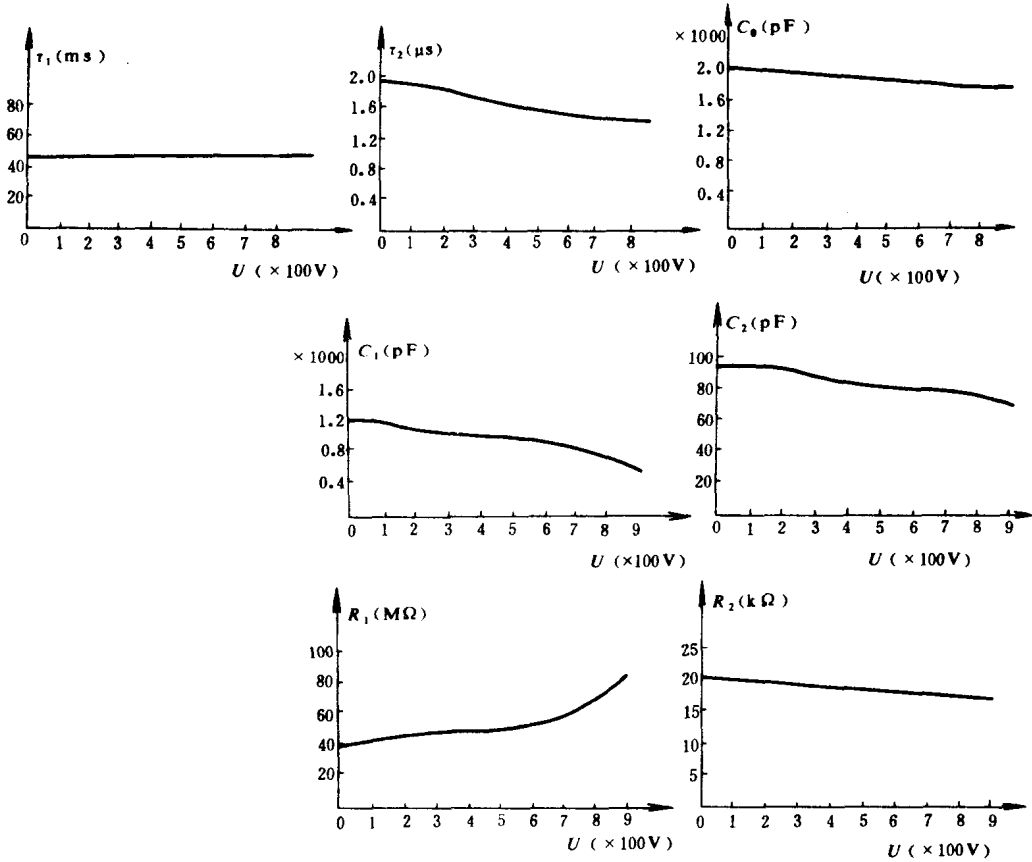 τ₁(ms)
80
60
40
20
0 1 2 3 4 5 6 7 8
U (×100V)
τ₂(μs)
2.0
1.6
1.2
0.8
0.4
0 1 2 3 4 5 6 7 8
U (×100V)
×1000 C₀(pF)
2.0
1.6
1.2
0.8
0.4
0 1 2 3 4 5 6 7 8
U(×100V)
×1000 C₁(pF)
1.6
1.2
0.8
0.4
0 1 2 3 4 5 6 7 8 9
U (×100V)
C₂(pF)
100
80
60
40
20
0 1 2 3 4 5 6 7 8 9
U (×100V)
R₁(MΩ)
100
80
60
40
20
0 1 2 3 4 5 6 7 8 9
U (×100V)
R₂(kΩ)
25
20
15
10
5
0 1 2 3 4 5 6 7 8 9
U (×100V)